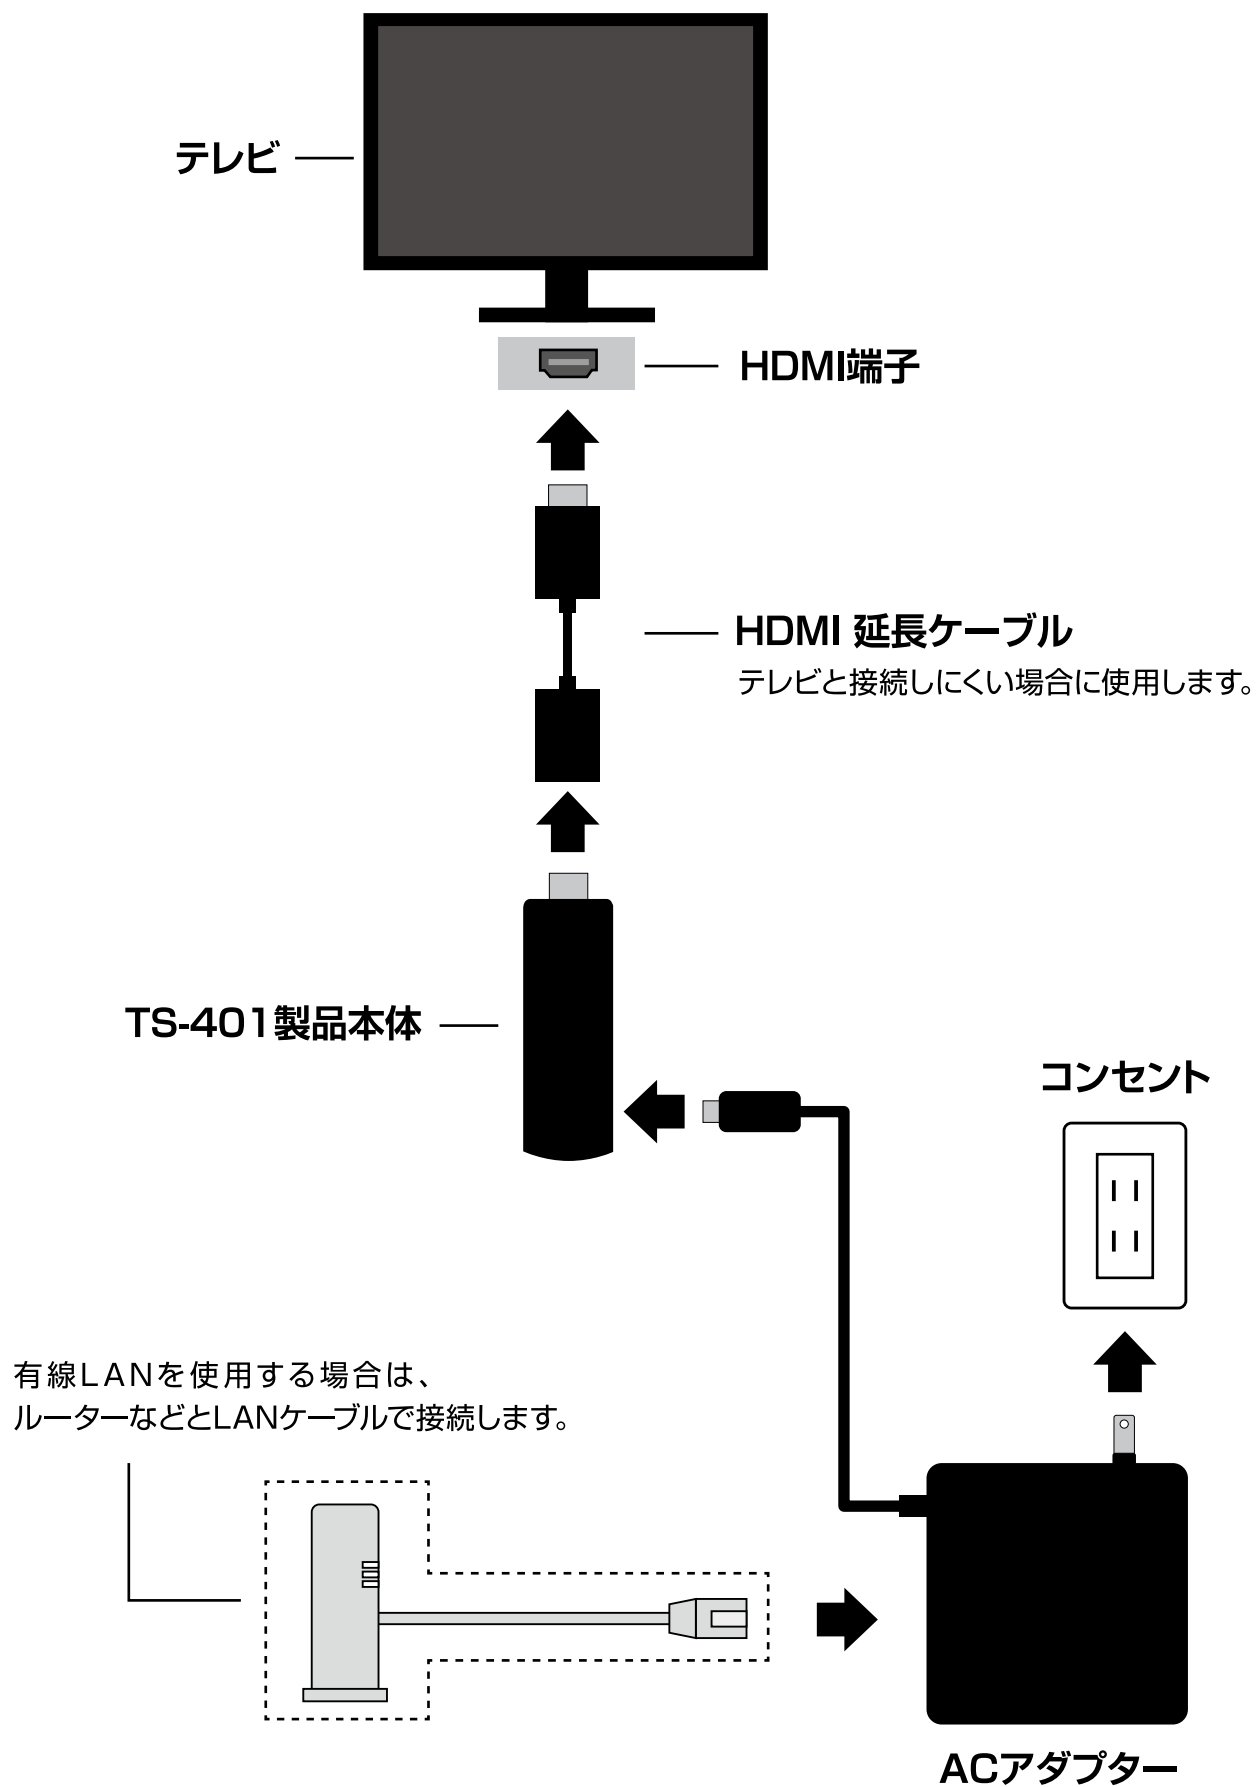 テレビ
HDMI端子
HDMI 延長ケーブル
テレビと接続しにくい場合に使用します。
TS-401製品本体
コンセント
有線LANを使用する場合は、
ルーターなどとLANケーブルで接続します。
ACアダプター